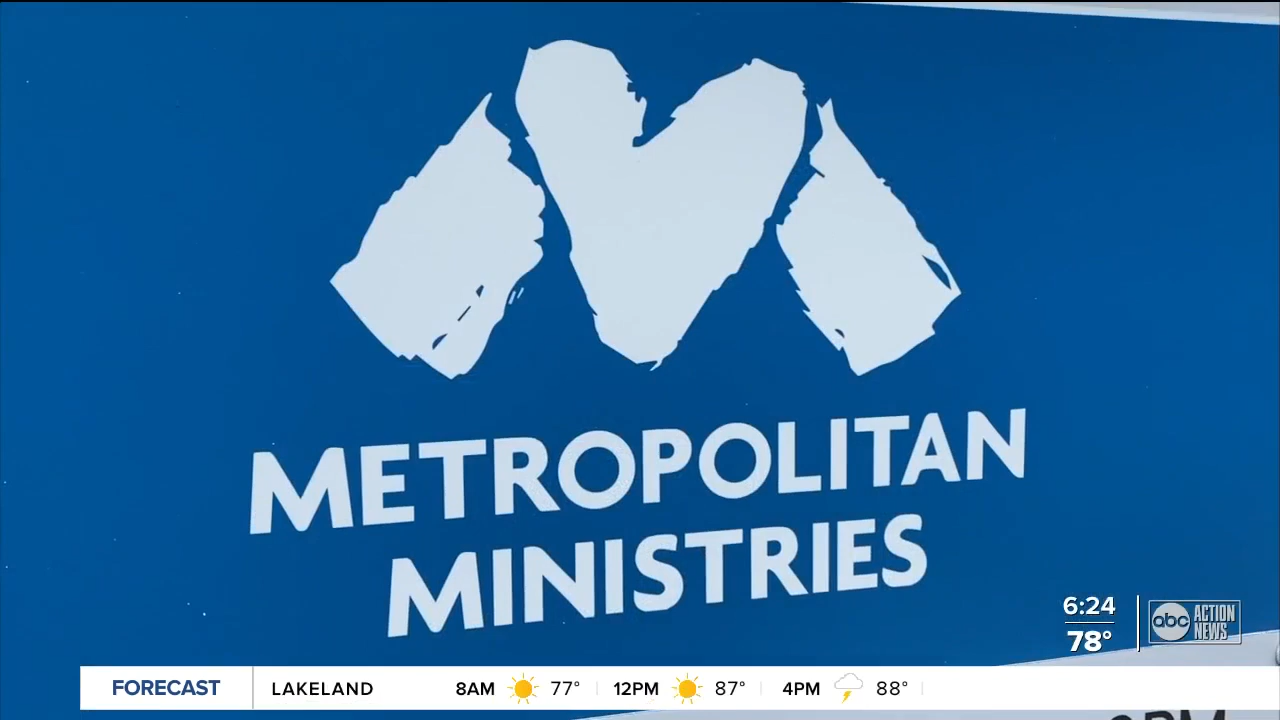 METROPOLITAN
MINISTRIES
6:24
78°
abc ACTION NEWS
FORECAST LAKELAND 8AM 77° 12PM 87° 4PM 88°